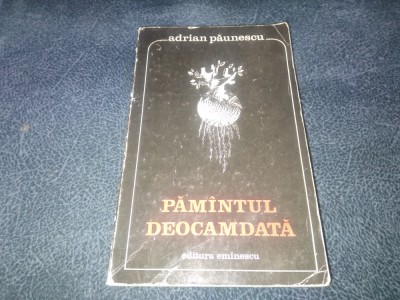 adrian păunescu
PĂMÎNTUL
DEOCAMDATĂ
editura eminescu